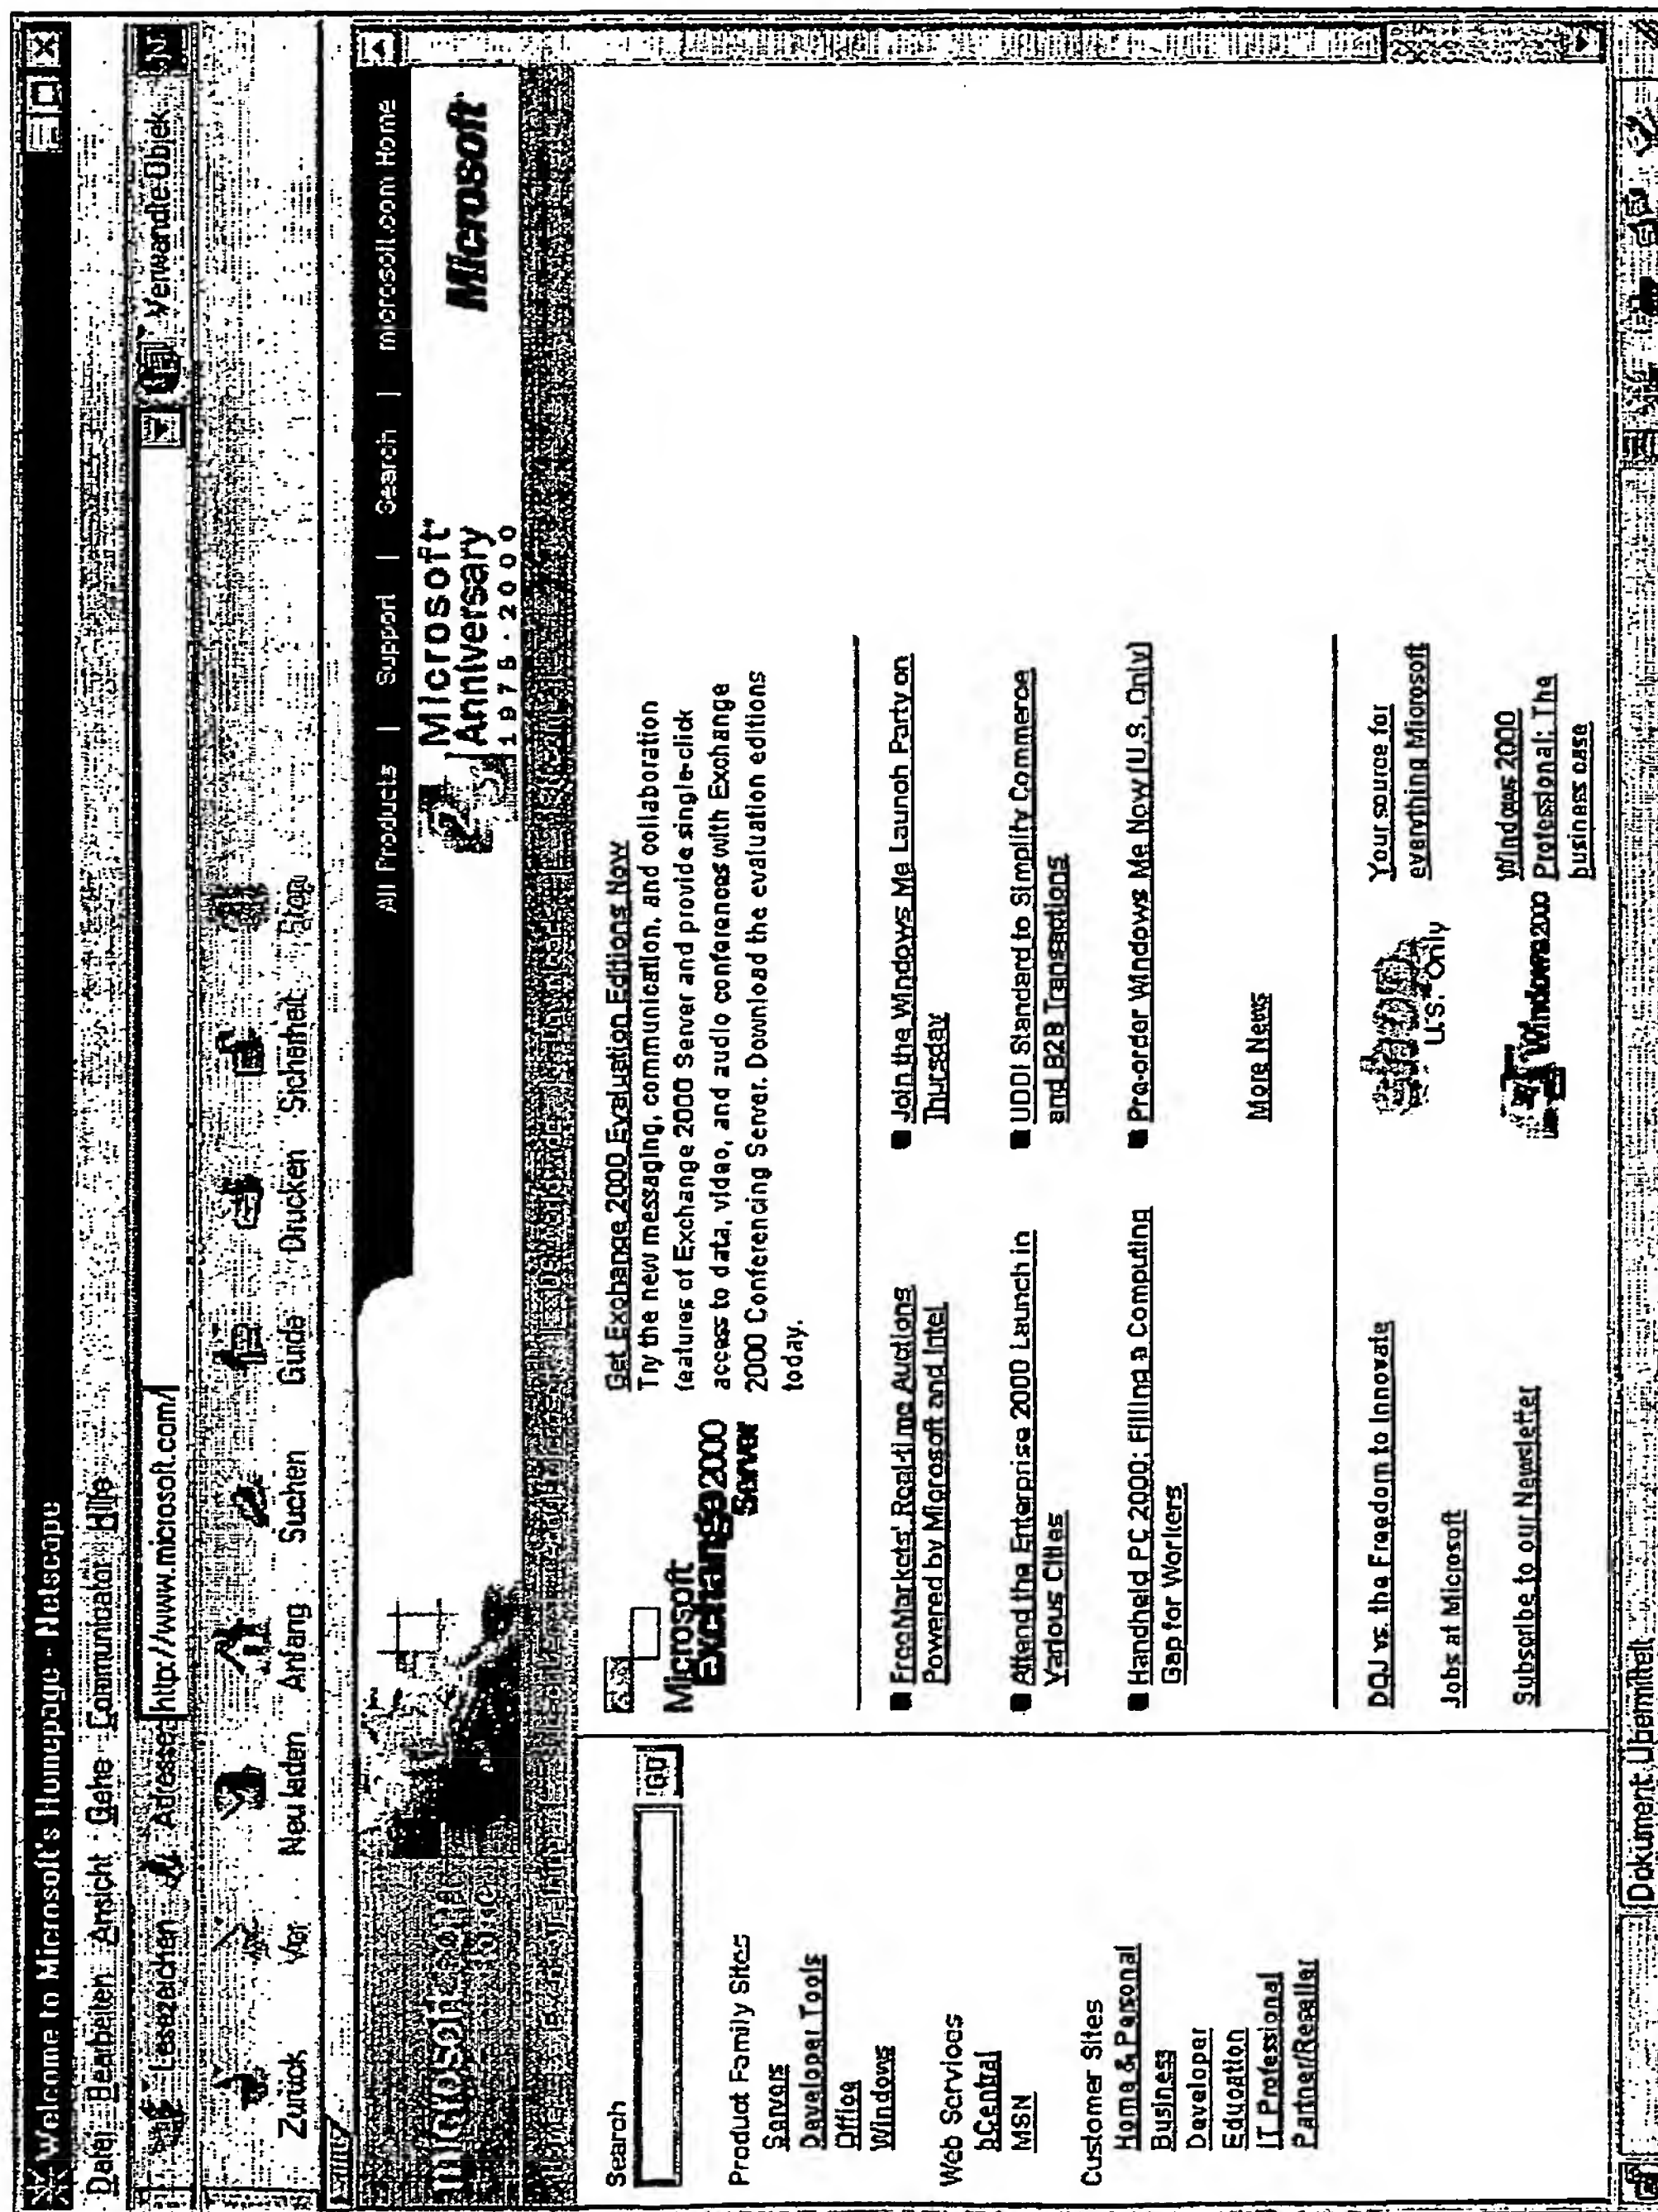 Welcome to Microsoft's Homepage - Netscape
Datei Bearbeiten Ansicht Gehe Communicator Hilfe
Lesezeichen Adresse: http://www.microsoft.com/ Verwandte Objek
Zurück Vor Neu laden Anfang Suchen Guide Drucken Sicherheit Stop
All Products | Support | Search | microsoft.com Home
microsoft.com
Home
25 Microsoft
Anniversary
1975·2000
Microsoft
Search
GO
Product Family Sites
Servers
Developer Tools
Office
Windows
Web Services
bCentral
MSN
Customer Sites
Home & Personal
Business
Developer
Education
IT Professional
Partner/Reseller
Microsoft
Exchange2000
Server
Get Exchange 2000 Evaluation Editions Now
Try the new messaging, communication, and collaboration
features of Exchange 2000 Server and provide single-click
access to data, video, and audio conferences with Exchange
2000 Conferencing Server. Download the evaluation editions
today.
FreeMarkets' Real-time Auctions
Powered by Microsoft and Intel
Attend the Enterprise 2000 Launch in
Various Cities
Handheld PC 2000: Filling a Computing
Gap for Workers
Join the Windows Me Launch Party on
Thursday
UDDI Standard to Simplify Commerce
and B2B Transactions
Pre-order Windows Me Now (U.S. Only)
More News
DOJ vs. the Freedom to Innovate
Jobs at Microsoft
Subscribe to our Newsletter
U.S. Only
Your source for
everything Microsoft
Windows2000
Windows 2000
Professional: The
business case
Dokument: Übermittelt